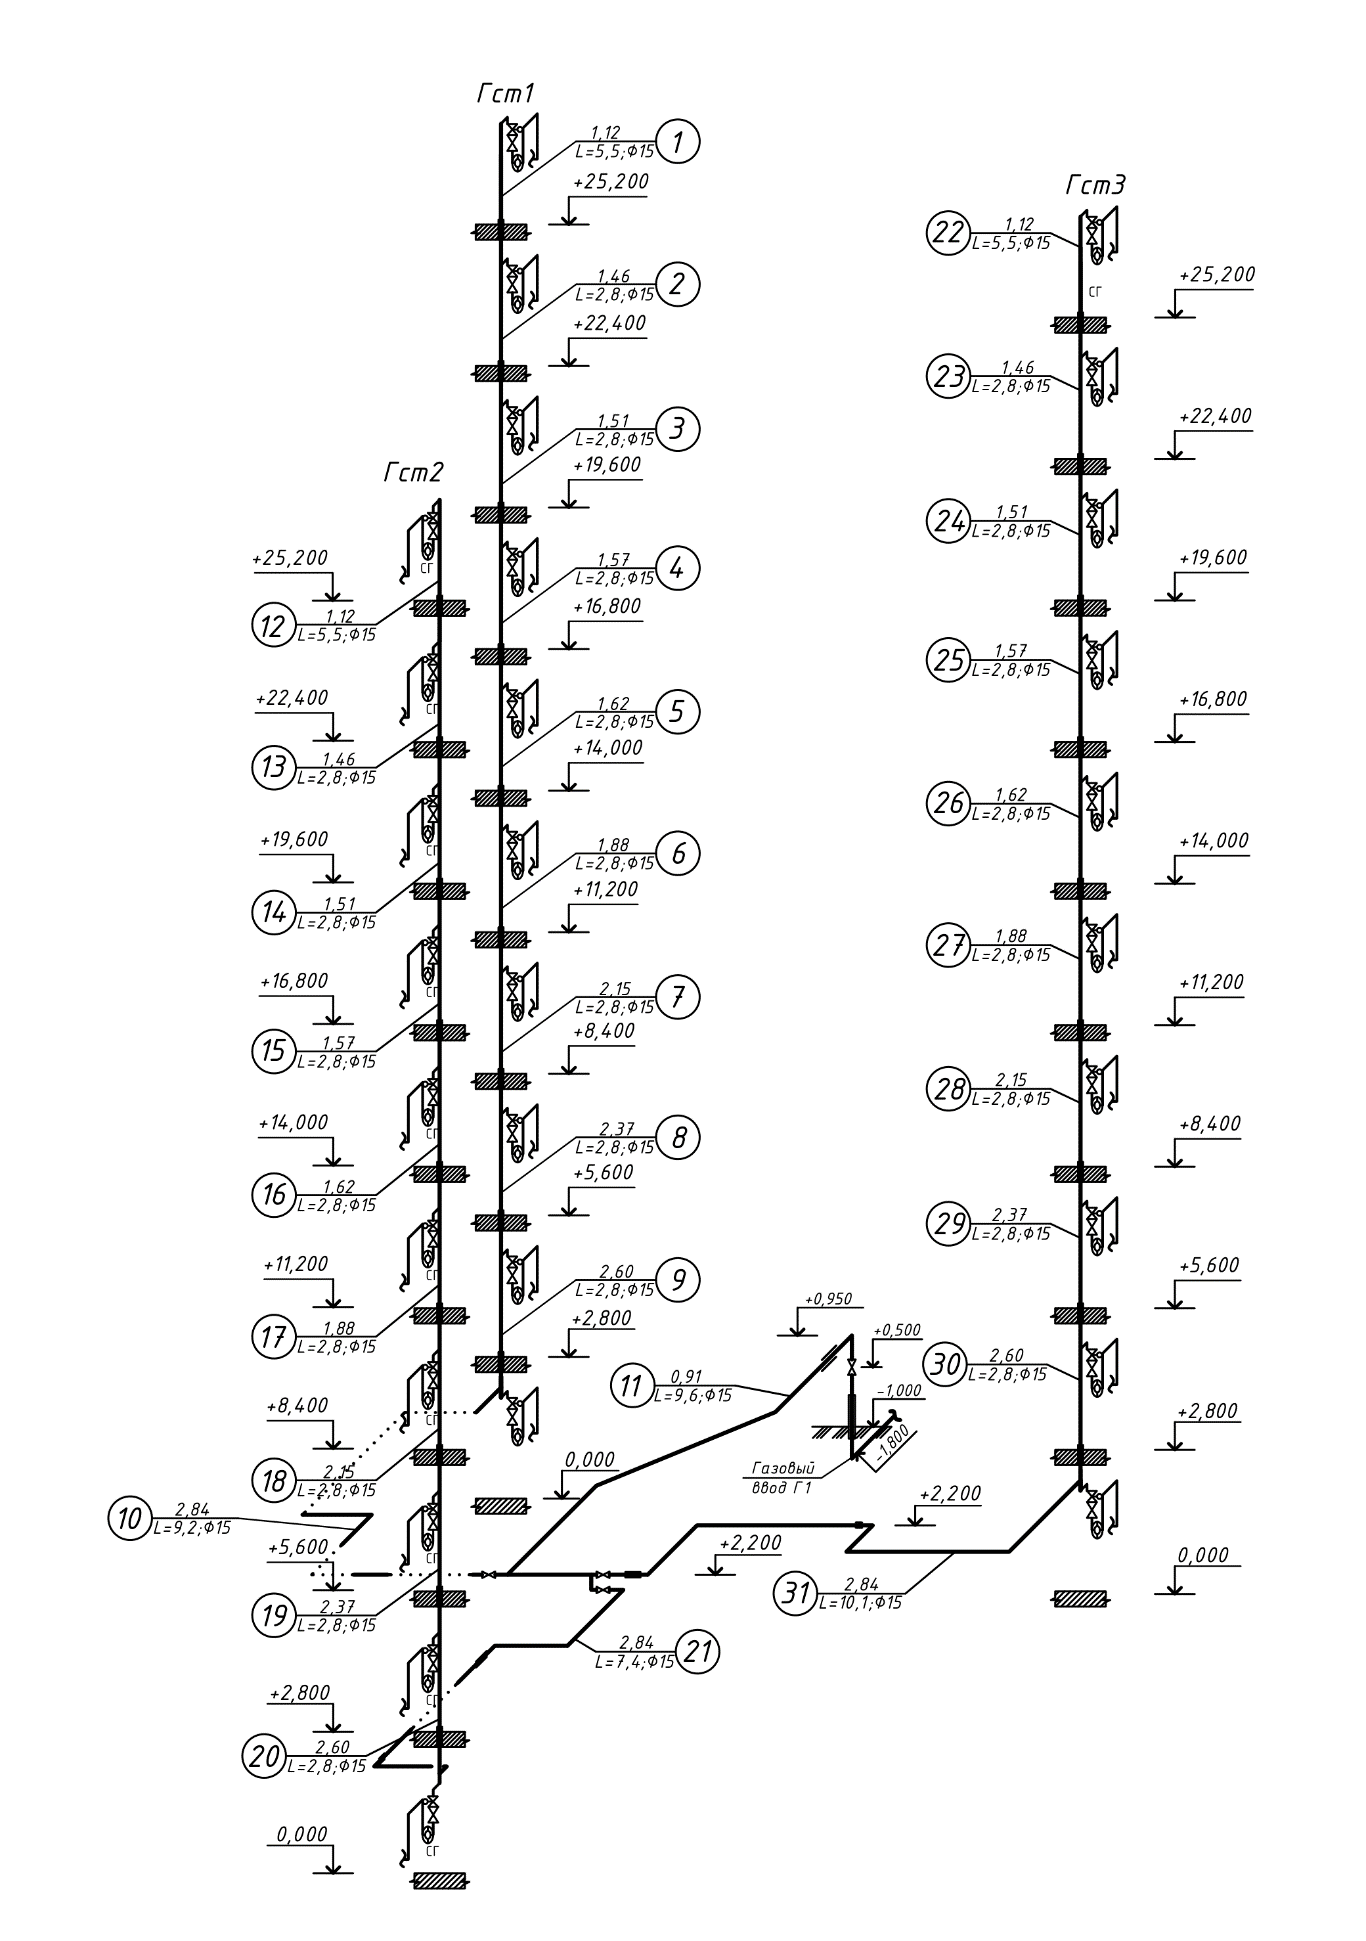 Гст1
1,12
L=5,5;Ф15
1
+25,200
1,46
L=2,8;Ф15
2
+22,400
1,51
L=2,8;Ф15
3
+19,600
1,57
L=2,8;Ф15
4
+16,800
1,62
L=2,8;Ф15
5
+14,000
1,88
L=2,8;Ф15
6
+11,200
2,15
L=2,8;Ф15
7
+8,400
2,37
L=2,8;Ф15
8
+5,600
2,60
L=2,8;Ф15
9
+2,800
0,000
10
2,84
L=9,2;Ф15
Гст2
СГ
+25,200
12
1,12
L=5,5;Ф15
СГ
+22,400
13
1,46
L=2,8;Ф15
СГ
+19,600
14
1,51
L=2,8;Ф15
СГ
+16,800
15
1,57
L=2,8;Ф15
СГ
+14,000
16
1,62
L=2,8;Ф15
СГ
+11,200
17
1,88
L=2,8;Ф15
СГ
+8,400
18
2,15
L=2,8;Ф15
СГ
+5,600
19
2,37
L=2,8;Ф15
СГ
+2,800
20
2,60
L=2,8;Ф15
СГ
0,000
11
0,91
L=9,6;Ф15
+0,950
+0,500
-1,000
-1,800
Газовый
ввод Г1
+2,200
+2,200
2,84
L=7,4;Ф15
21
31
2,84
L=10,1;Ф15
Гст3
22
1,12
L=5,5;Ф15
СГ
+25,200
23
1,46
L=2,8;Ф15
+22,400
24
1,51
L=2,8;Ф15
+19,600
25
1,57
L=2,8;Ф15
+16,800
26
1,62
L=2,8;Ф15
+14,000
27
1,88
L=2,8;Ф15
+11,200
28
2,15
L=2,8;Ф15
+8,400
29
2,37
L=2,8;Ф15
+5,600
30
2,60
L=2,8;Ф15
+2,800
0,000